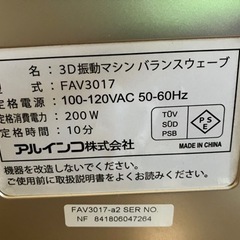 品名：3D振動マシン バランスウェーブ
型式：FAV3017
定格電源：100-120VAC 50-60Hz
定格消費電力：200W
定格時間：10分
アルインコ株式会社
TÜV
SÜD
PSB
PS
E
機器を改造しないでください。
ご使用前に取扱説明書をよくお読みください
FAV3017-a2 SER NO.
NF 841806047264